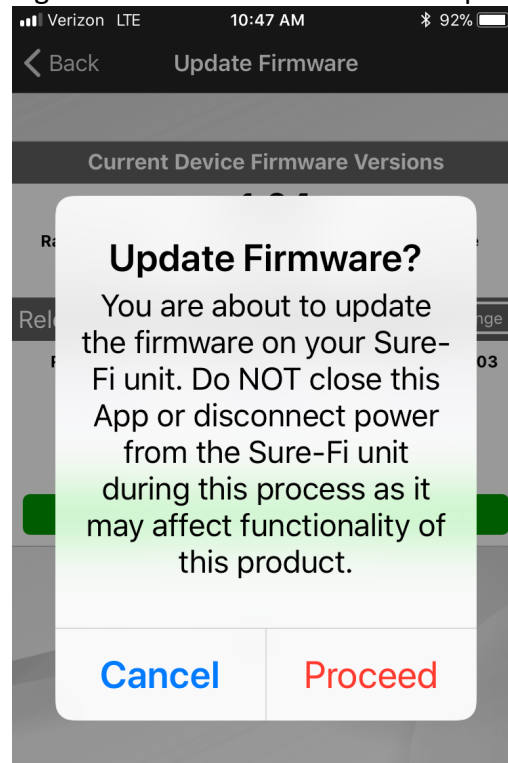 Verizon LTE 10:47 AM 92%
Back Update Firmware
Current Device Firmware Versions
Update Firmware?
You are about to update
the firmware on your Sure-
Fi unit. Do NOT close this
App or disconnect power
from the Sure-Fi unit
during this process as it
may affect functionality of
this product.
03
Cancel Proceed